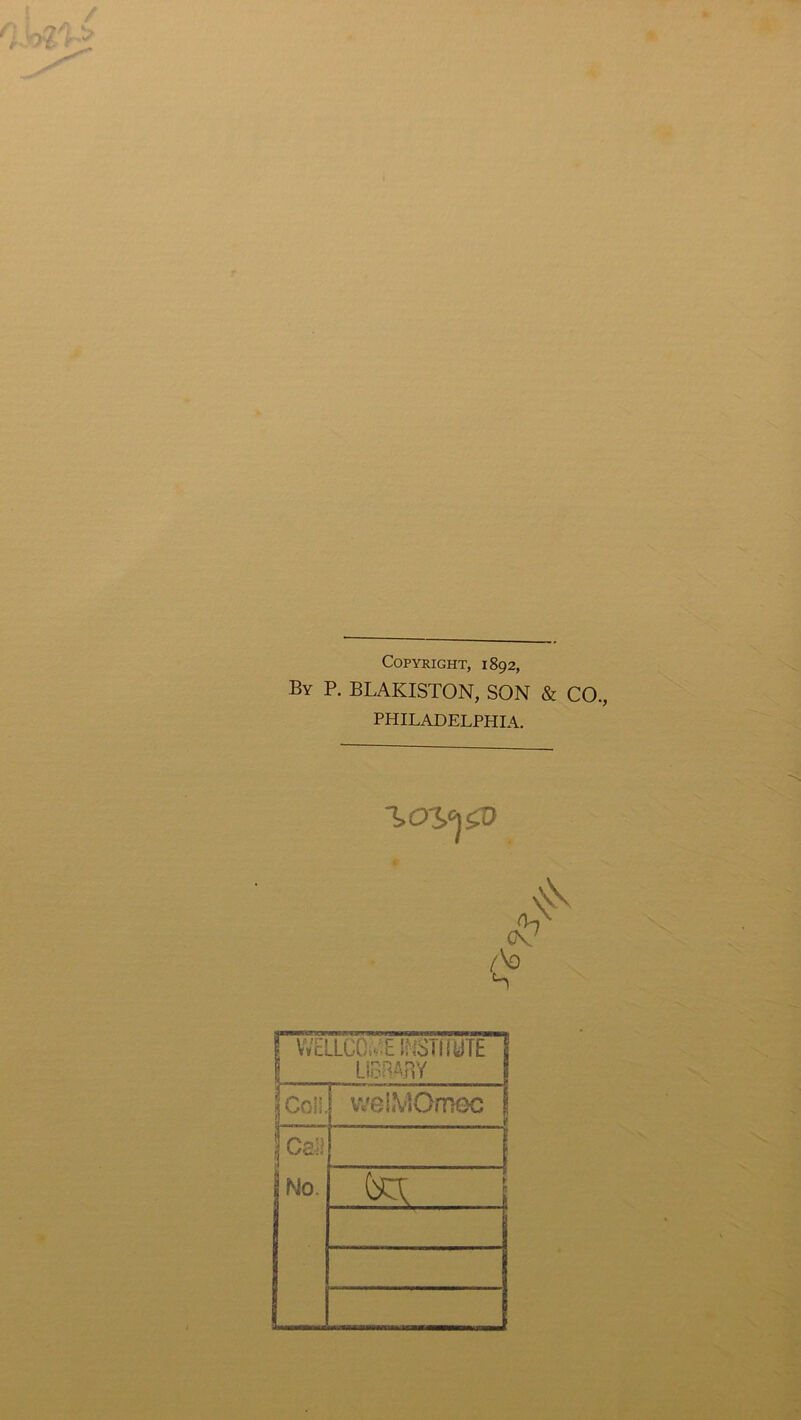 COPYRIGHT, 1892,
BY P. BLAKISTON, SON & CO.,
PHILADELPHIA.
WELLCOME INSTITUTE
LIBRARY
Coll. welMOmec
Call
No.